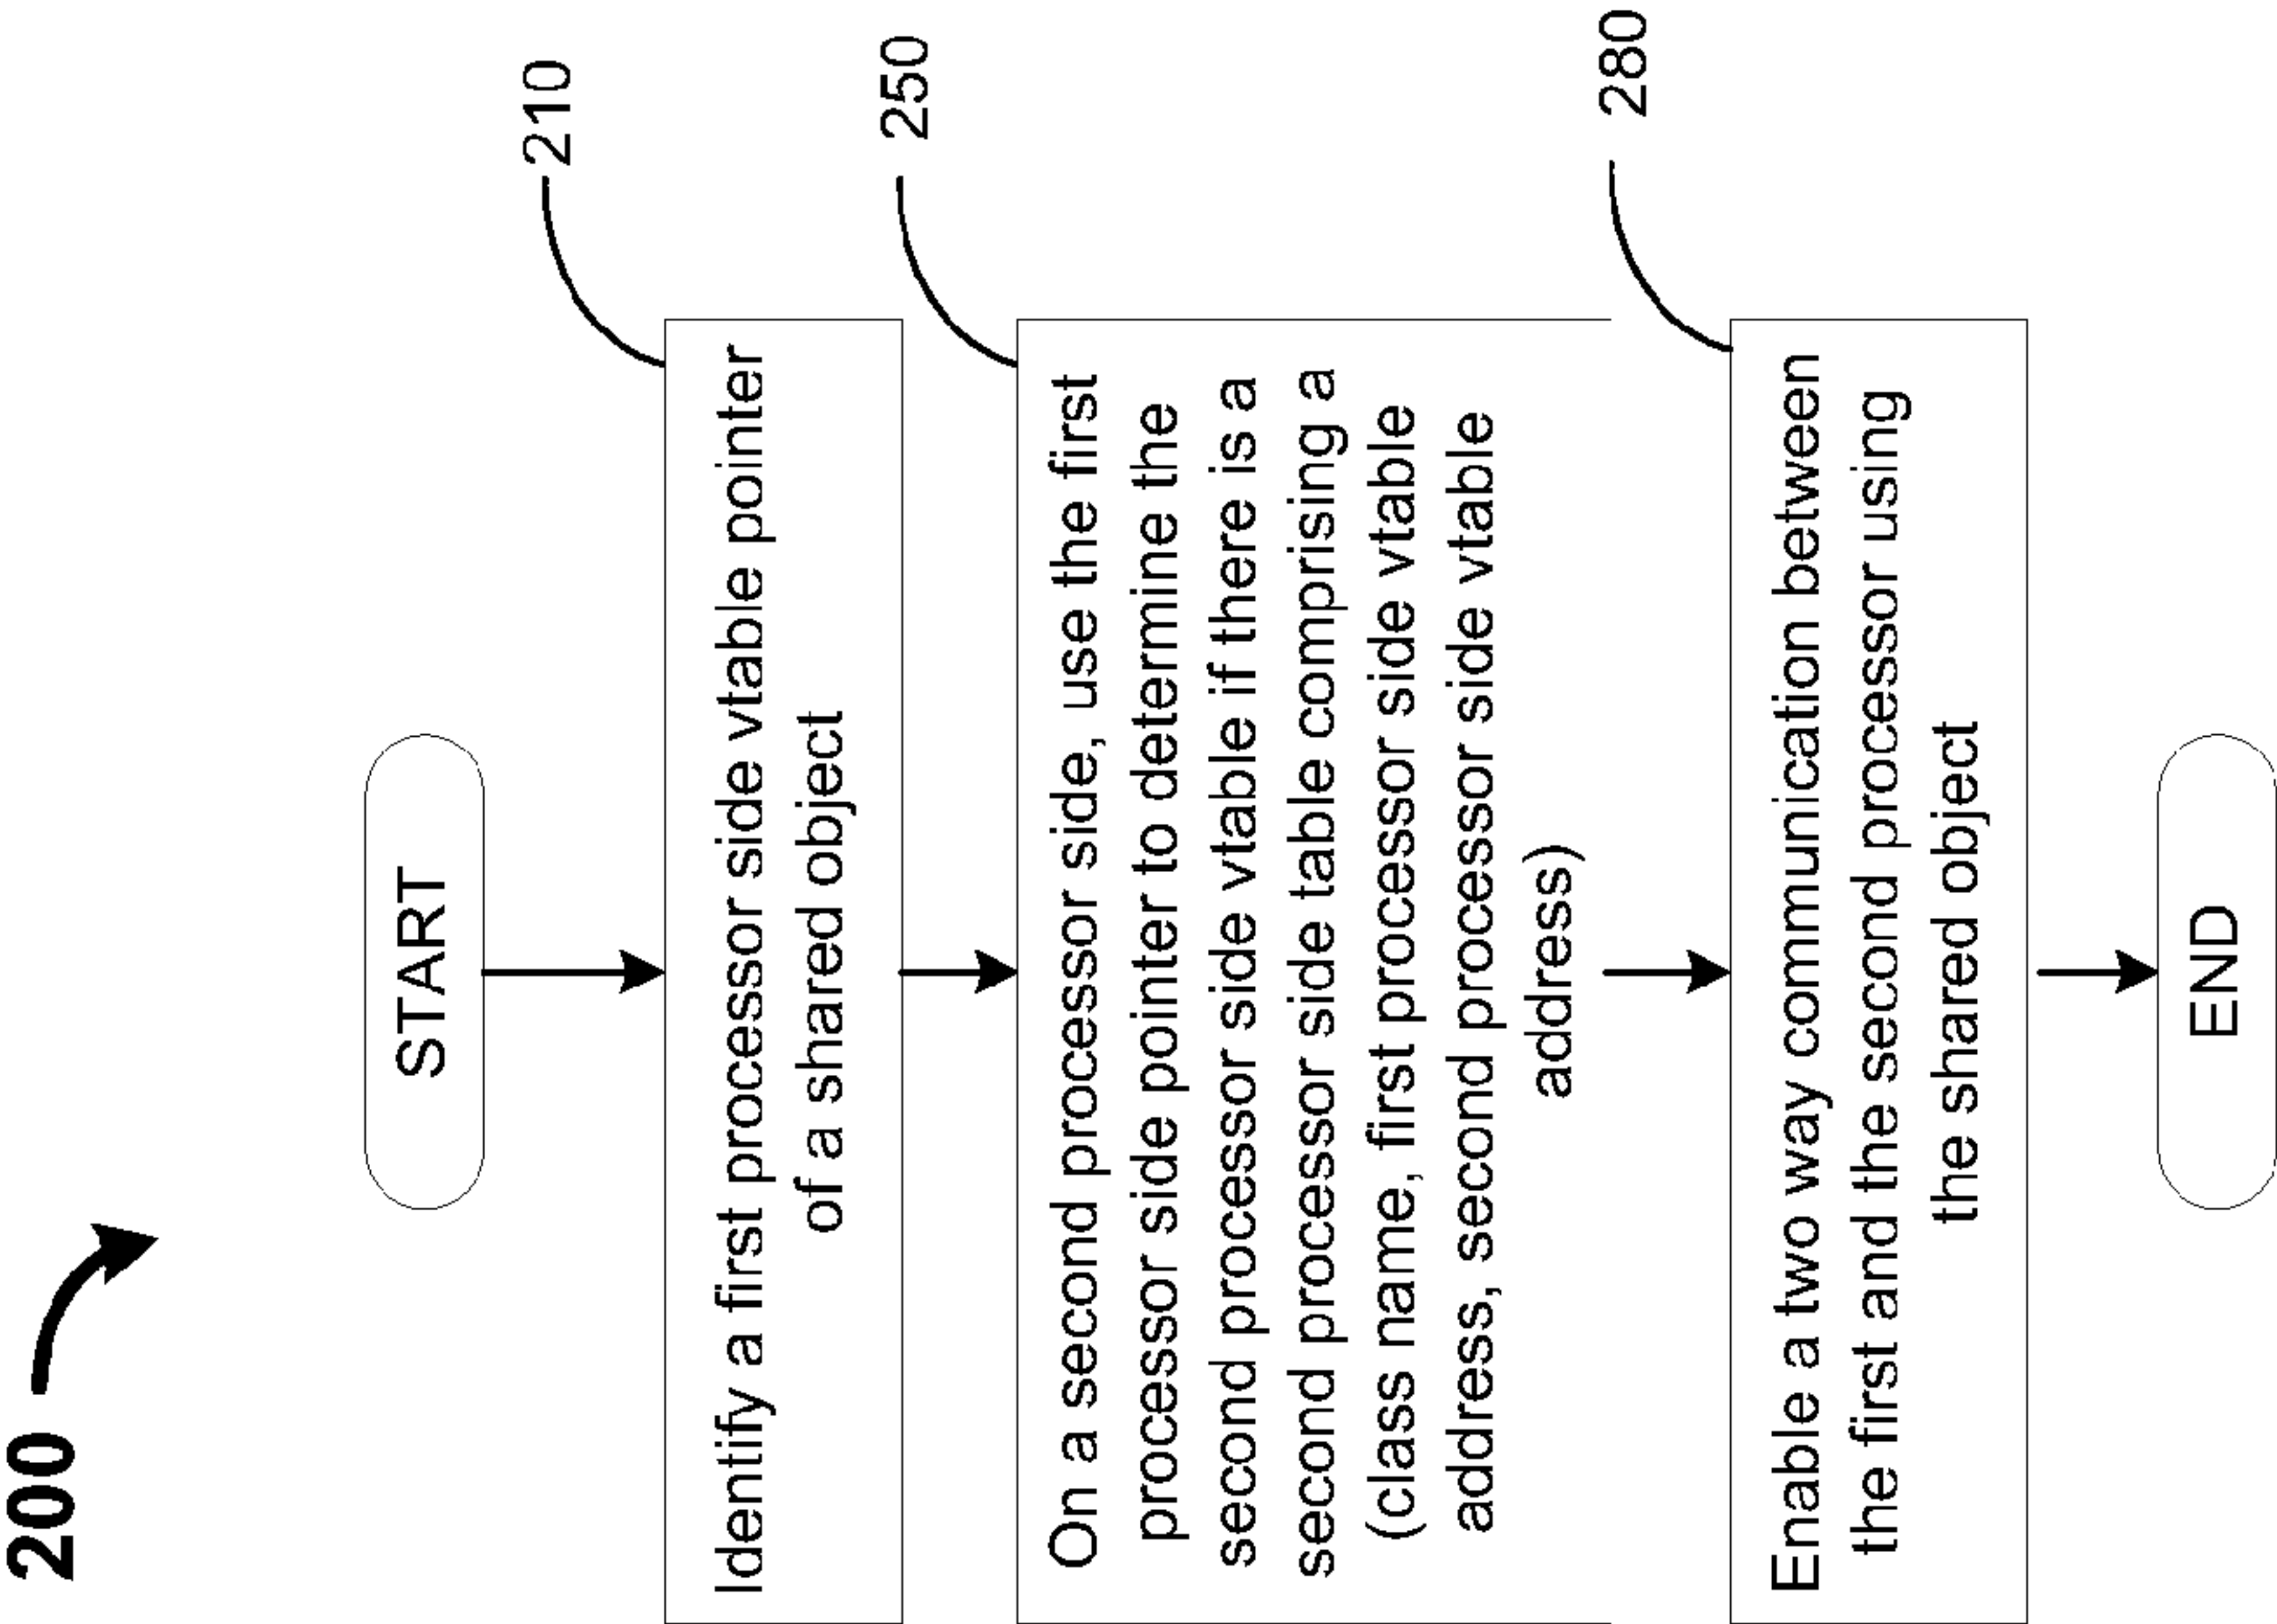 200
START
210
Identify a first processor side vtable pointer
of a shared object
250
On a second processor side, use the first
processor side pointer to determine the
second processor side vtable if there is a
second processor side table comprising a
(class name, first processor side vtable
address, second processor side vtable
address)
280
Enable a two way communication between
the first and the second processor using
the shared object
END